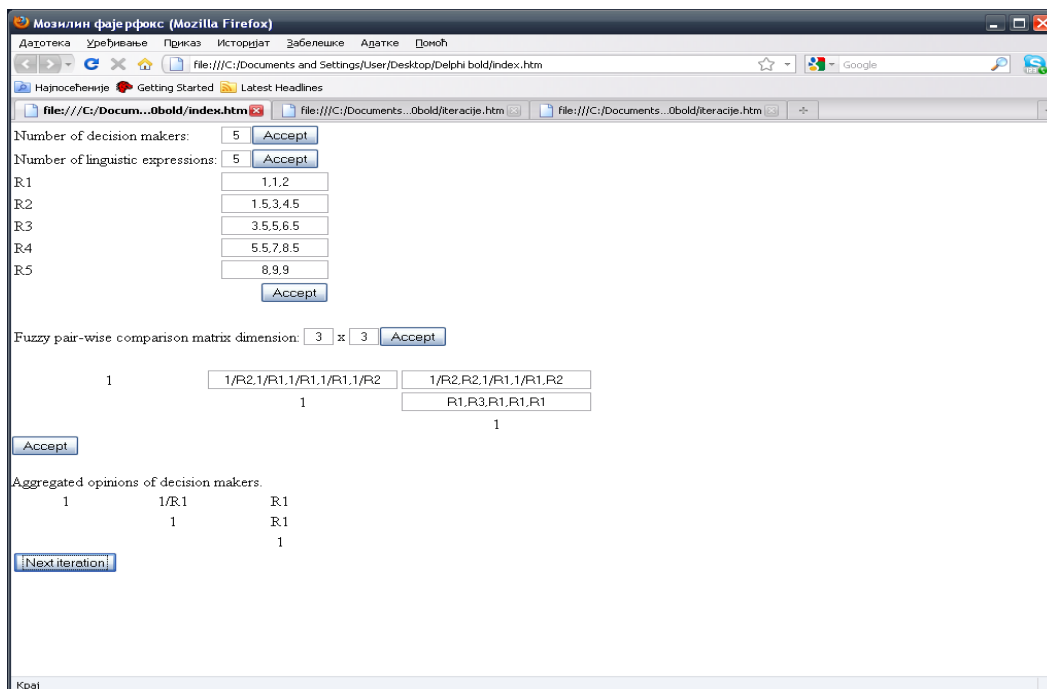 Мозилин фајерфокс (Mozilla Firefox)
Датотека Уређивање Приказ Историјат Забелешке Алатке Помоћ
file:///C:/Documents and Settings/User/Desktop/Delphi bold/index.htm Google
Најпосећеније Getting Started Latest Headlines
file:///C:/Docum...0bold/index.htm file:///C:/Documents...0bold/iteracije.htm file:///C:/Documents...0bold/iteracije.htm
Number of decision makers: 5 Accept
Number of linguistic expressions: 5 Accept
R1 1,1,2
R2 1.5,3,4.5
R3 3.5,5,6.5
R4 5.5,7,8.5
R5 8,9,9
Accept
Fuzzy pair-wise comparison matrix dimension: 3 x 3 Accept
1 1/R2,1/R1,1/R1,1/R1,1/R2 1/R2,R2,1/R1,1/R1,R2
1 R1,R3,R1,R1,R1
1
Accept
Aggregated opinions of decision makers.
1 1/R1 R1
1 R1
1
Next iteration
Крај